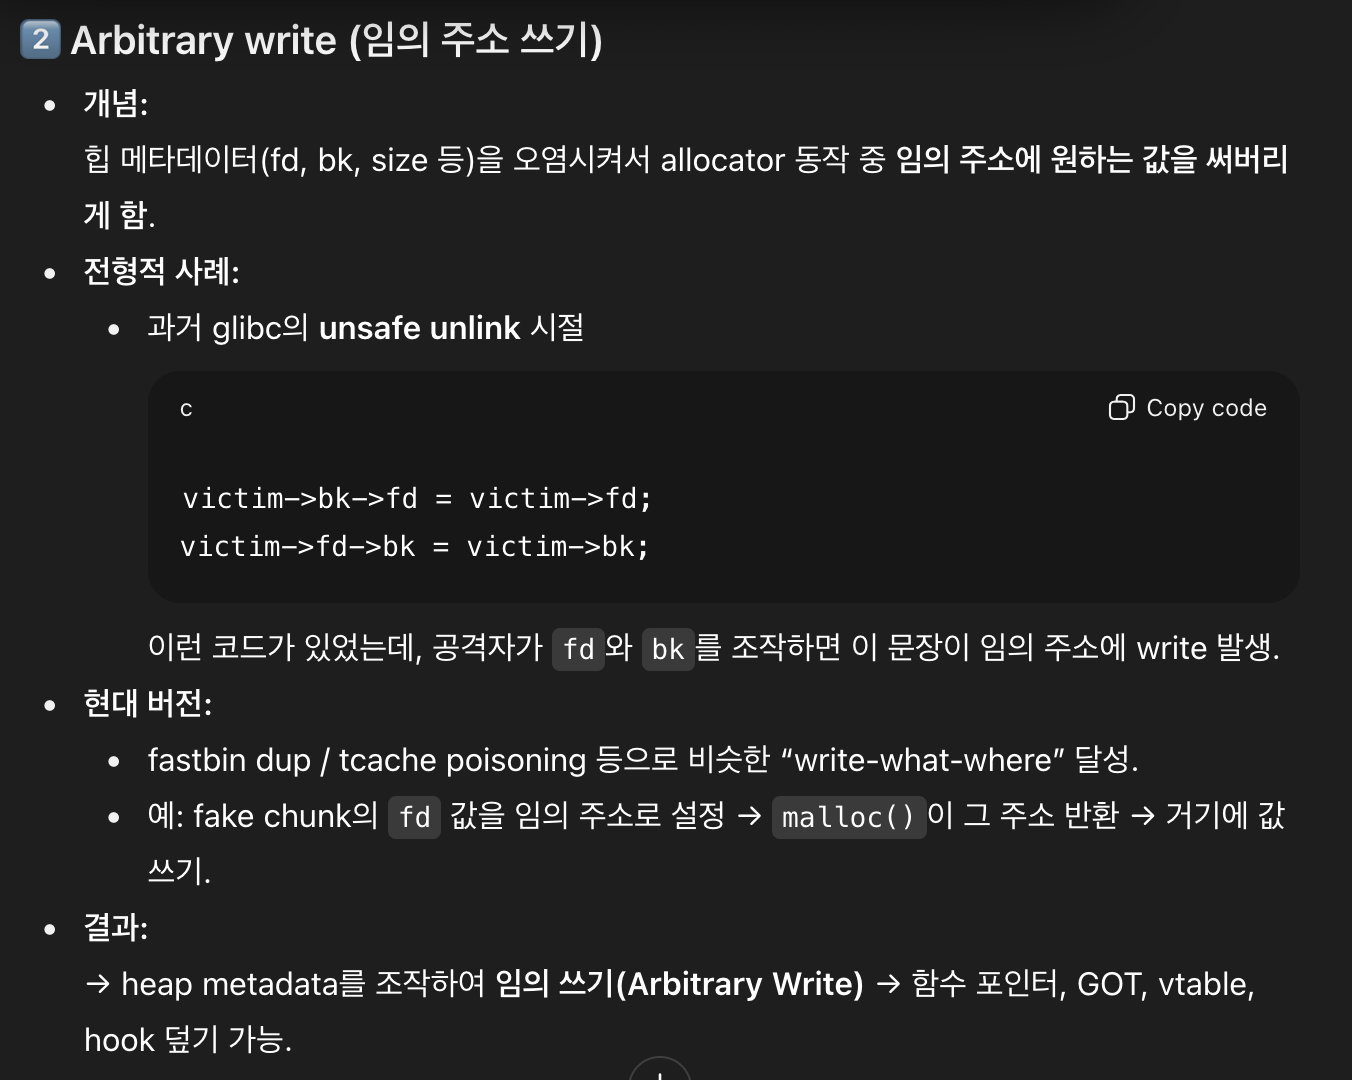 2 Arbitrary write (임의 주소 쓰기)
• 개념:
힙 메타데이터(fd, bk, size 등)을 오염시켜서 allocator 동작 중 임의 주소에 원하는 값을 써버리
게 함.
• 전형적 사례:
• 과거 glibc의 unsafe unlink 시절
c
Copy code
victim->bk->fd = victim->fd;
victim->fd->bk = victim->bk;
이런 코드가 있었는데, 공격자가 fd와 bk를 조작하면 이 문장이 임의 주소에 write 발생.
• 현대 버전:
• fastbin dup / tcache poisoning 등으로 비슷한 “write-what-where” 달성.
• 예: fake chunk의 fd 값을 임의 주소로 설정 → malloc()이 그 주소 반환 → 거기에 값
쓰기.
• 결과:
→ heap metadata를 조작하여 임의 쓰기(Arbitrary Write) → 함수 포인터, GOT, vtable,
hook 덮기 가능.